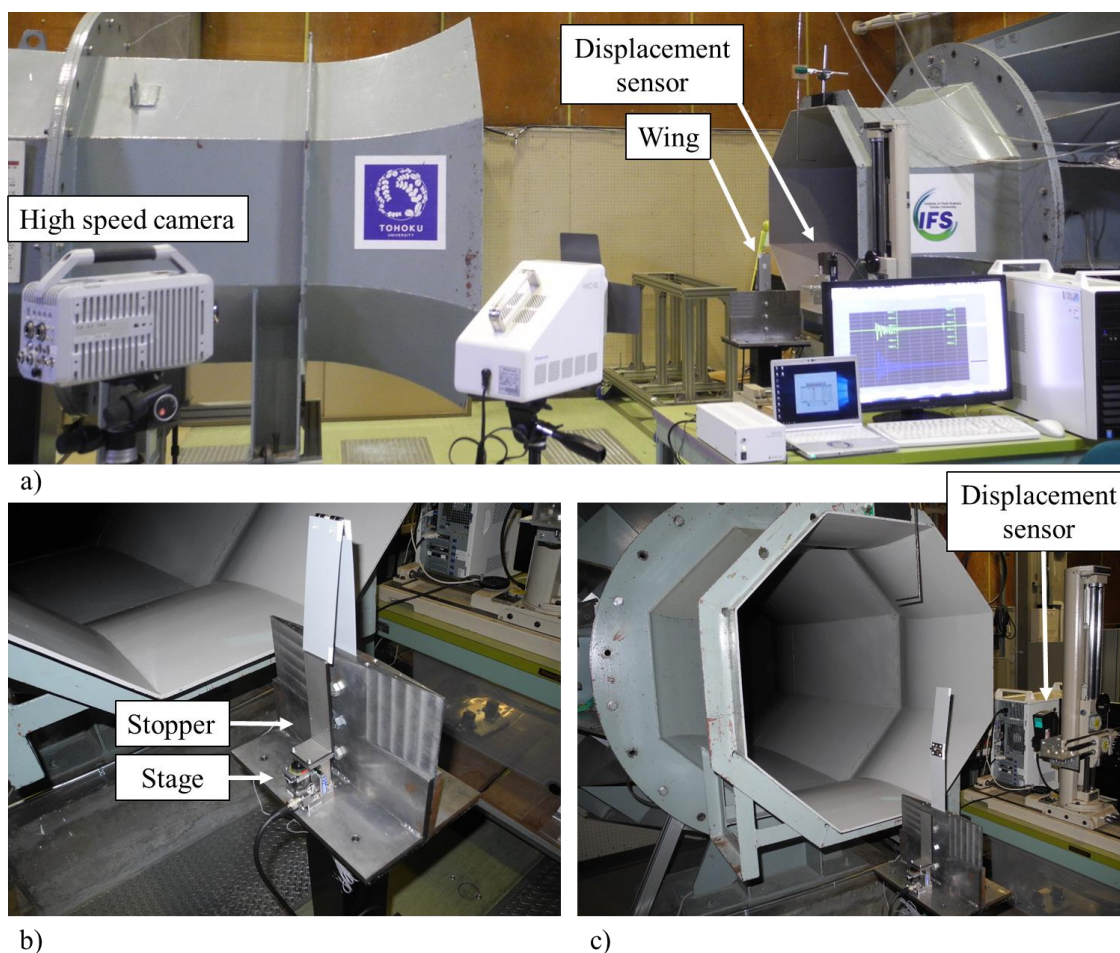 Displacement
sensor
Wing
High speed camera
TOHOKU
UNIVERSITY
IFS
a)
Displacement
sensor
Stopper
Stage
b)
c)